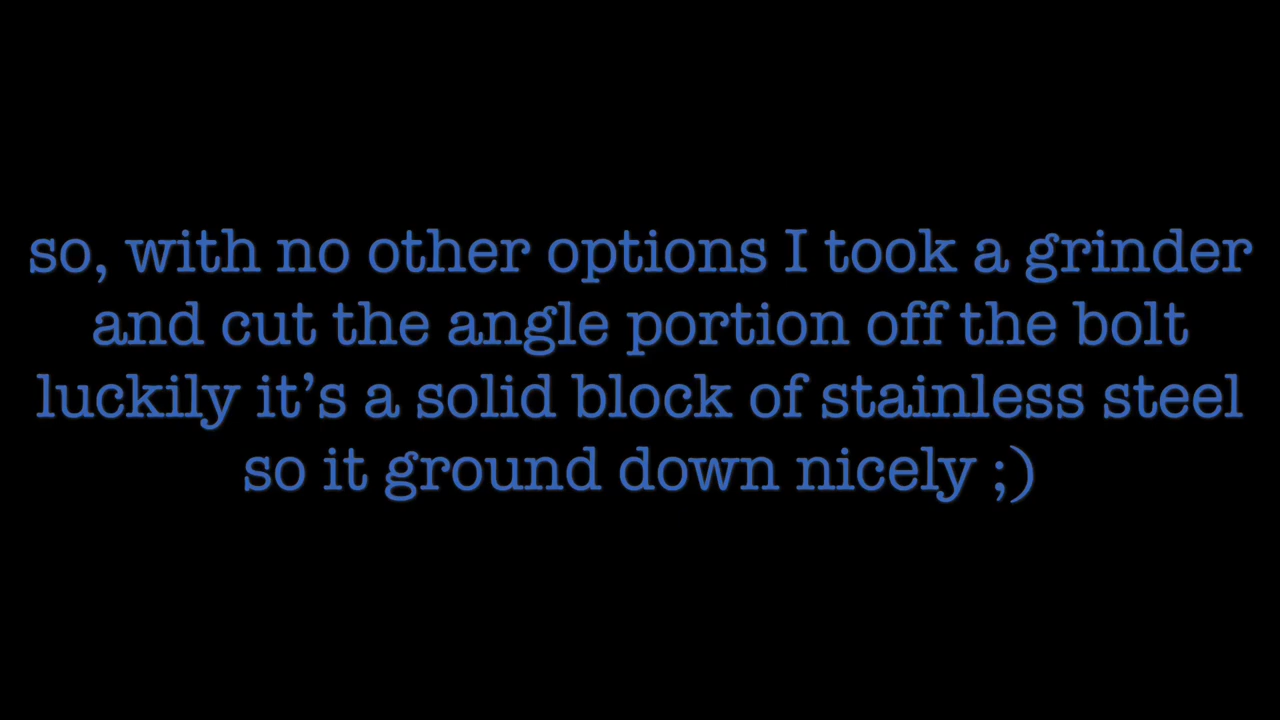 so, with no other options I took a grinder
and cut the angle portion off the bolt
luckily it’s a solid block of stainless steel
so it ground down nicely ;)